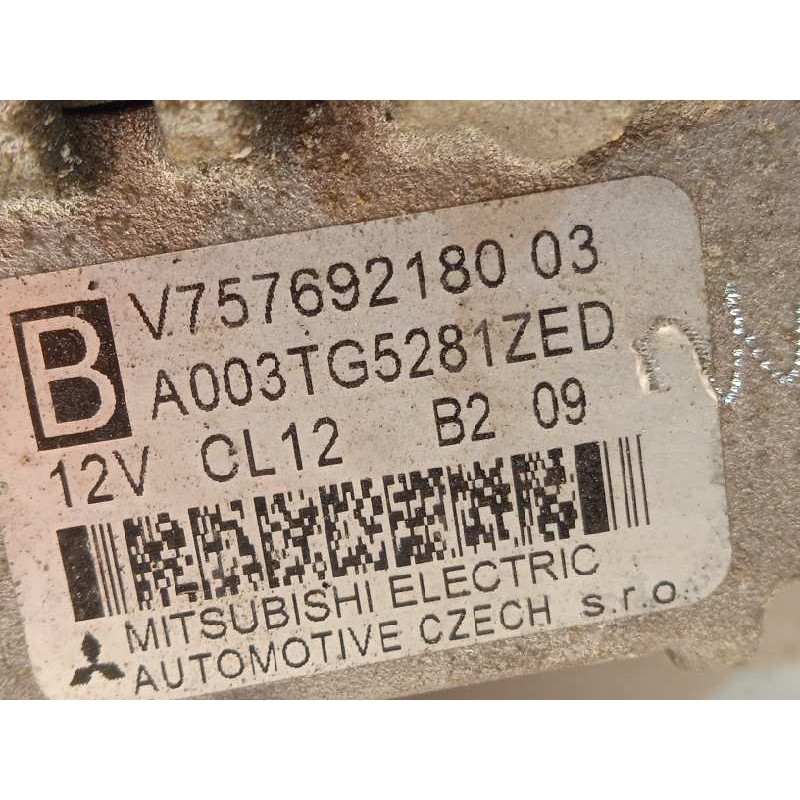 B
V757692180 03
A003TG5281ZED
12V CL12 B2 09
MITSUBISHI ELECTRIC
AUTOMOTIVE CZECH s.r.o.